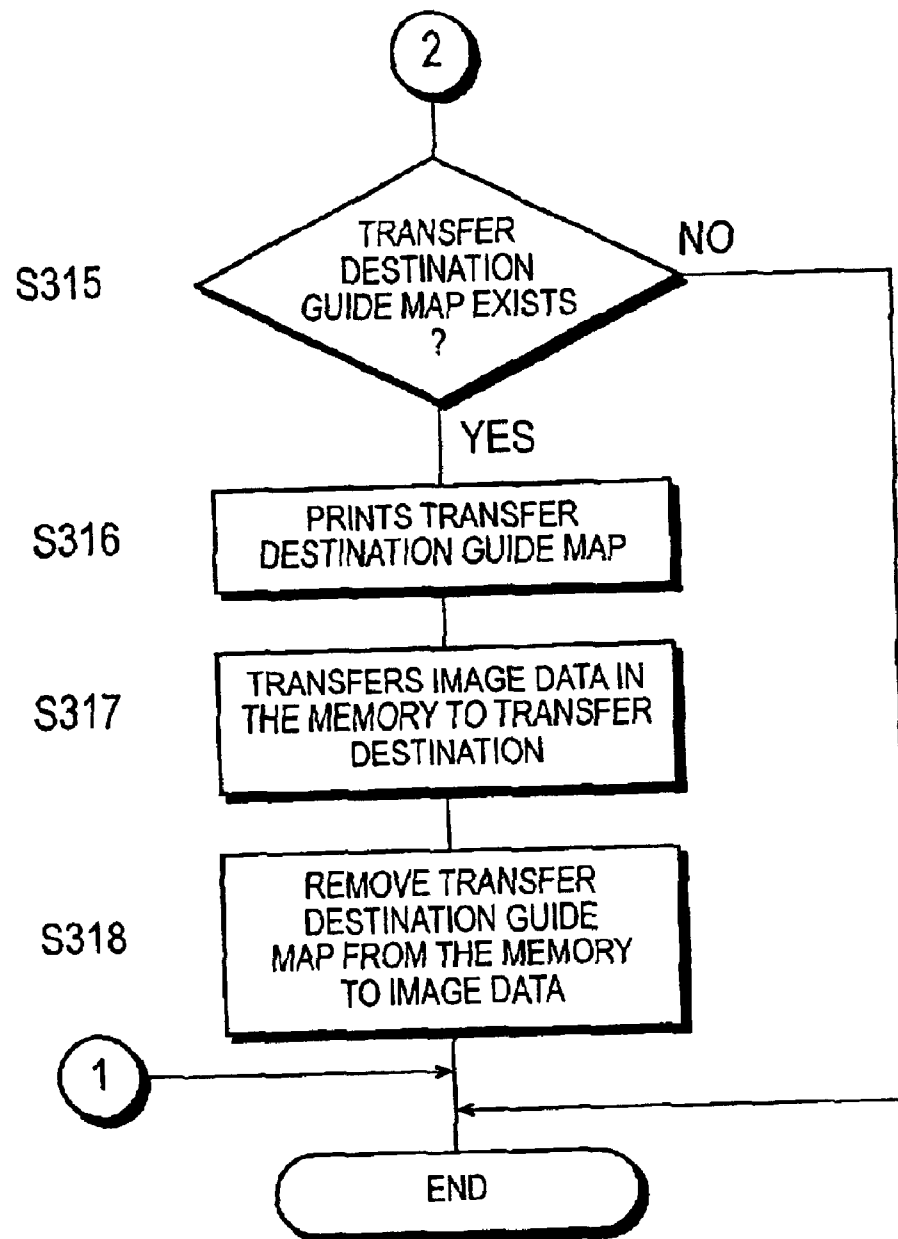 2
TRANSFER
DESTINATION
GUIDE MAP EXISTS
?
NO
S315
YES
S316
PRINTS TRANSFER
DESTINATION GUIDE MAP
S317
TRANSFERS IMAGE DATA IN
THE MEMORY TO TRANSFER
DESTINATION
S318
REMOVE TRANSFER
DESTINATION GUIDE
MAP FROM THE MEMORY
TO IMAGE DATA
1
END